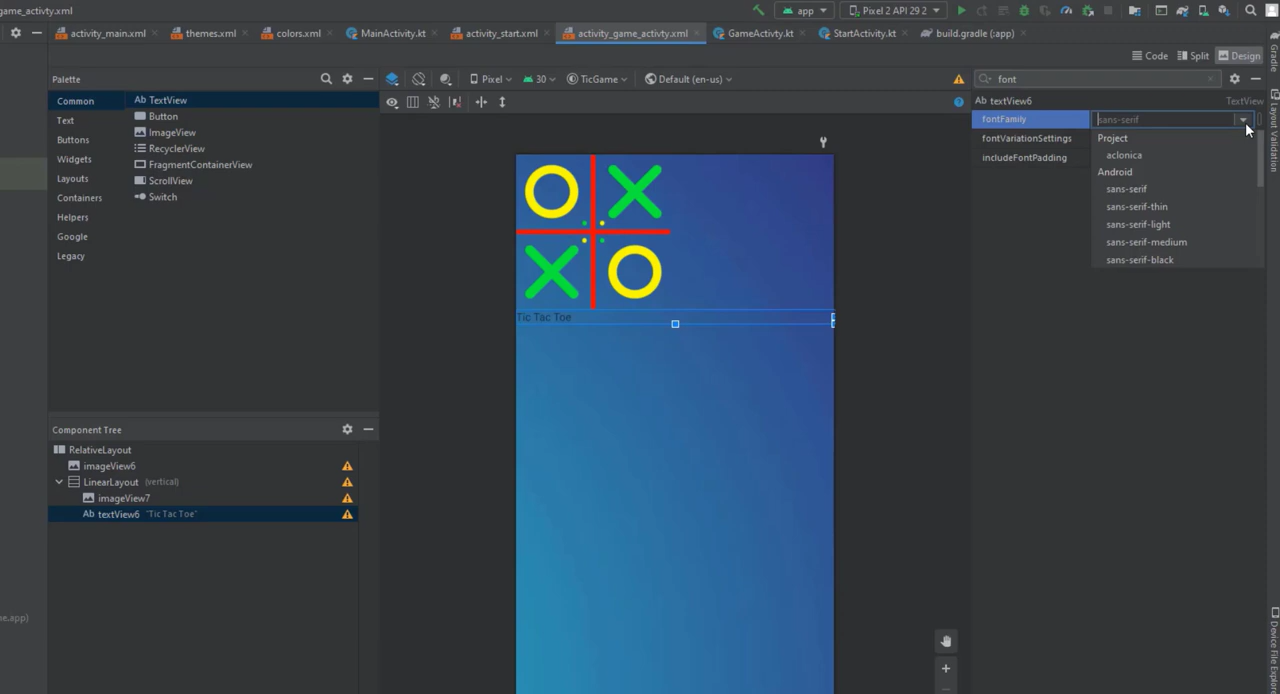 game_activty.xml
app
Pixel 2 API 29 2
activity_main.xml
themes.xml
colors.xml
MainActivity.kt
activity_start.xml
activity_game_activty.xml
GameActivity.kt
StartActivity.kt
build.gradle (:app)
Code
Split
Design
Gradle
Palette
Pixel
30
TicGame
Default (en-us)
font
Common
Ab TextView
Ab textView6
TextView
Text
Button
fontFamily
sans-serif
Buttons
ImageView
fontVariationSettings
Project
Widgets
RecyclerView
includeFontPadding
aclonica
Layouts
FragmentContainerView
Android
Containers
ScrollView
sans-serif
Helpers
Switch
sans-serif-thin
Google
sans-serif-light
Legacy
sans-serif-medium
sans-serif-black
Layout Validation
Tic Tac Toe
Component Tree
RelativeLayout
imageView6
LinearLayout (vertical)
imageView7
Ab textView6 "Tic Tac Toe"
me.app)
Device File Explor